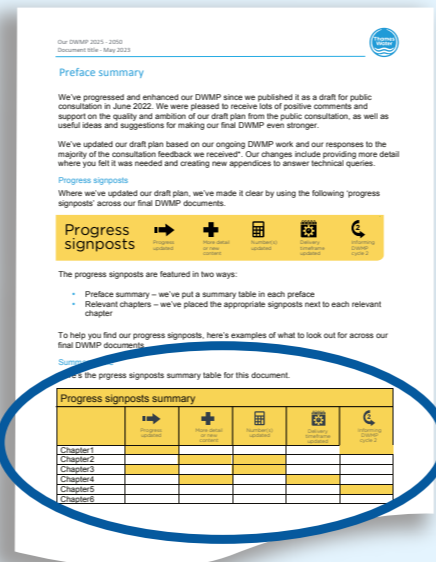 Our DWMP 2025 - 2050
Document title - May 2023
Thames
Water
Preface summary
We've progressed and enhanced our DWMP since we published it as a draft for public
consultation in June 2022. We were pleased to receive lots of positive comments and
support on the quality and ambition of our draft plan from the public consultation, as well as
useful ideas and suggestions for making our final DWMP even stronger.
We've updated our draft plan based on our ongoing DWMP work and our responses to the
majority of the consultation feedback we received*. Our changes include providing more detail
where you felt it was needed and creating new appendices to answer technical queries.
Progress signposts
Where we've updated our draft plan, we've made it clear by using the following 'progress
signposts' across our final DWMP documents.
Progress
signposts
Progress
updated
More detail
or new
content
Number(s)
updated
Delivery
timeframe
updated
2
Informing
DWMP
cycle 2
The progress signposts are featured in two ways:
• Preface summary – we've put a summary table in each preface
• Relevant chapters – we've placed the appropriate signposts next to each relevant
chapter
To help you find our progress signposts, here's examples of what to look out for across our
final DWMP documents
the prgress signposts summary table for this document.
Progress signposts summary
Progress
updated
More detail
or new
content
Number(s)
updated
Delivery
timeframe
updated
2
Informing
DWMP
cycle 2
Chapter1
Chapter2
Chapter3
Chapter4
Chapter5
Chapter6